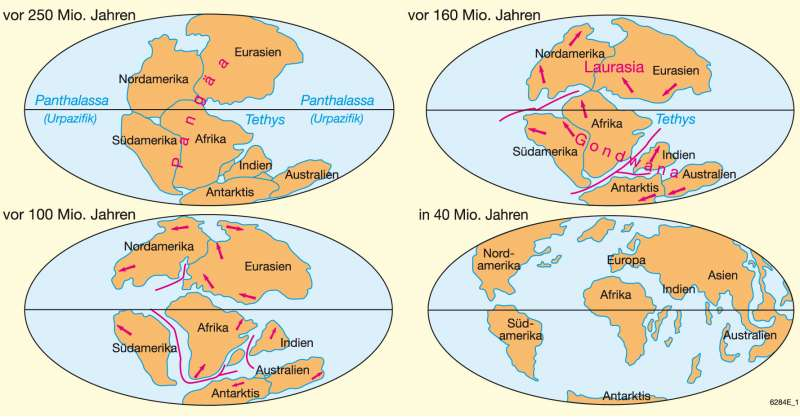 vor 250 Mio. Jahren
Eurasien
Nordamerika
Pangäa
Panthalassa
(Urpazifik)
Panthalassa
(Urpazifik)
Tethys
Südamerika
Afrika
Indien
Australien
Antarktis
vor 160 Mio. Jahren
Nordamerika
Laurasia
Eurasien
Tethys
Afrika
Südamerika
Gondwana
Indien
Australien
Antarktis
vor 100 Mio. Jahren
Nordamerika
Eurasien
Afrika
Südamerika
Indien
Australien
Antarktis
in 40 Mio. Jahren
Nord-
amerika
Europa
Asien
Indien
Afrika
Süd-
amerika
Australien
Antarktis
6284E_1